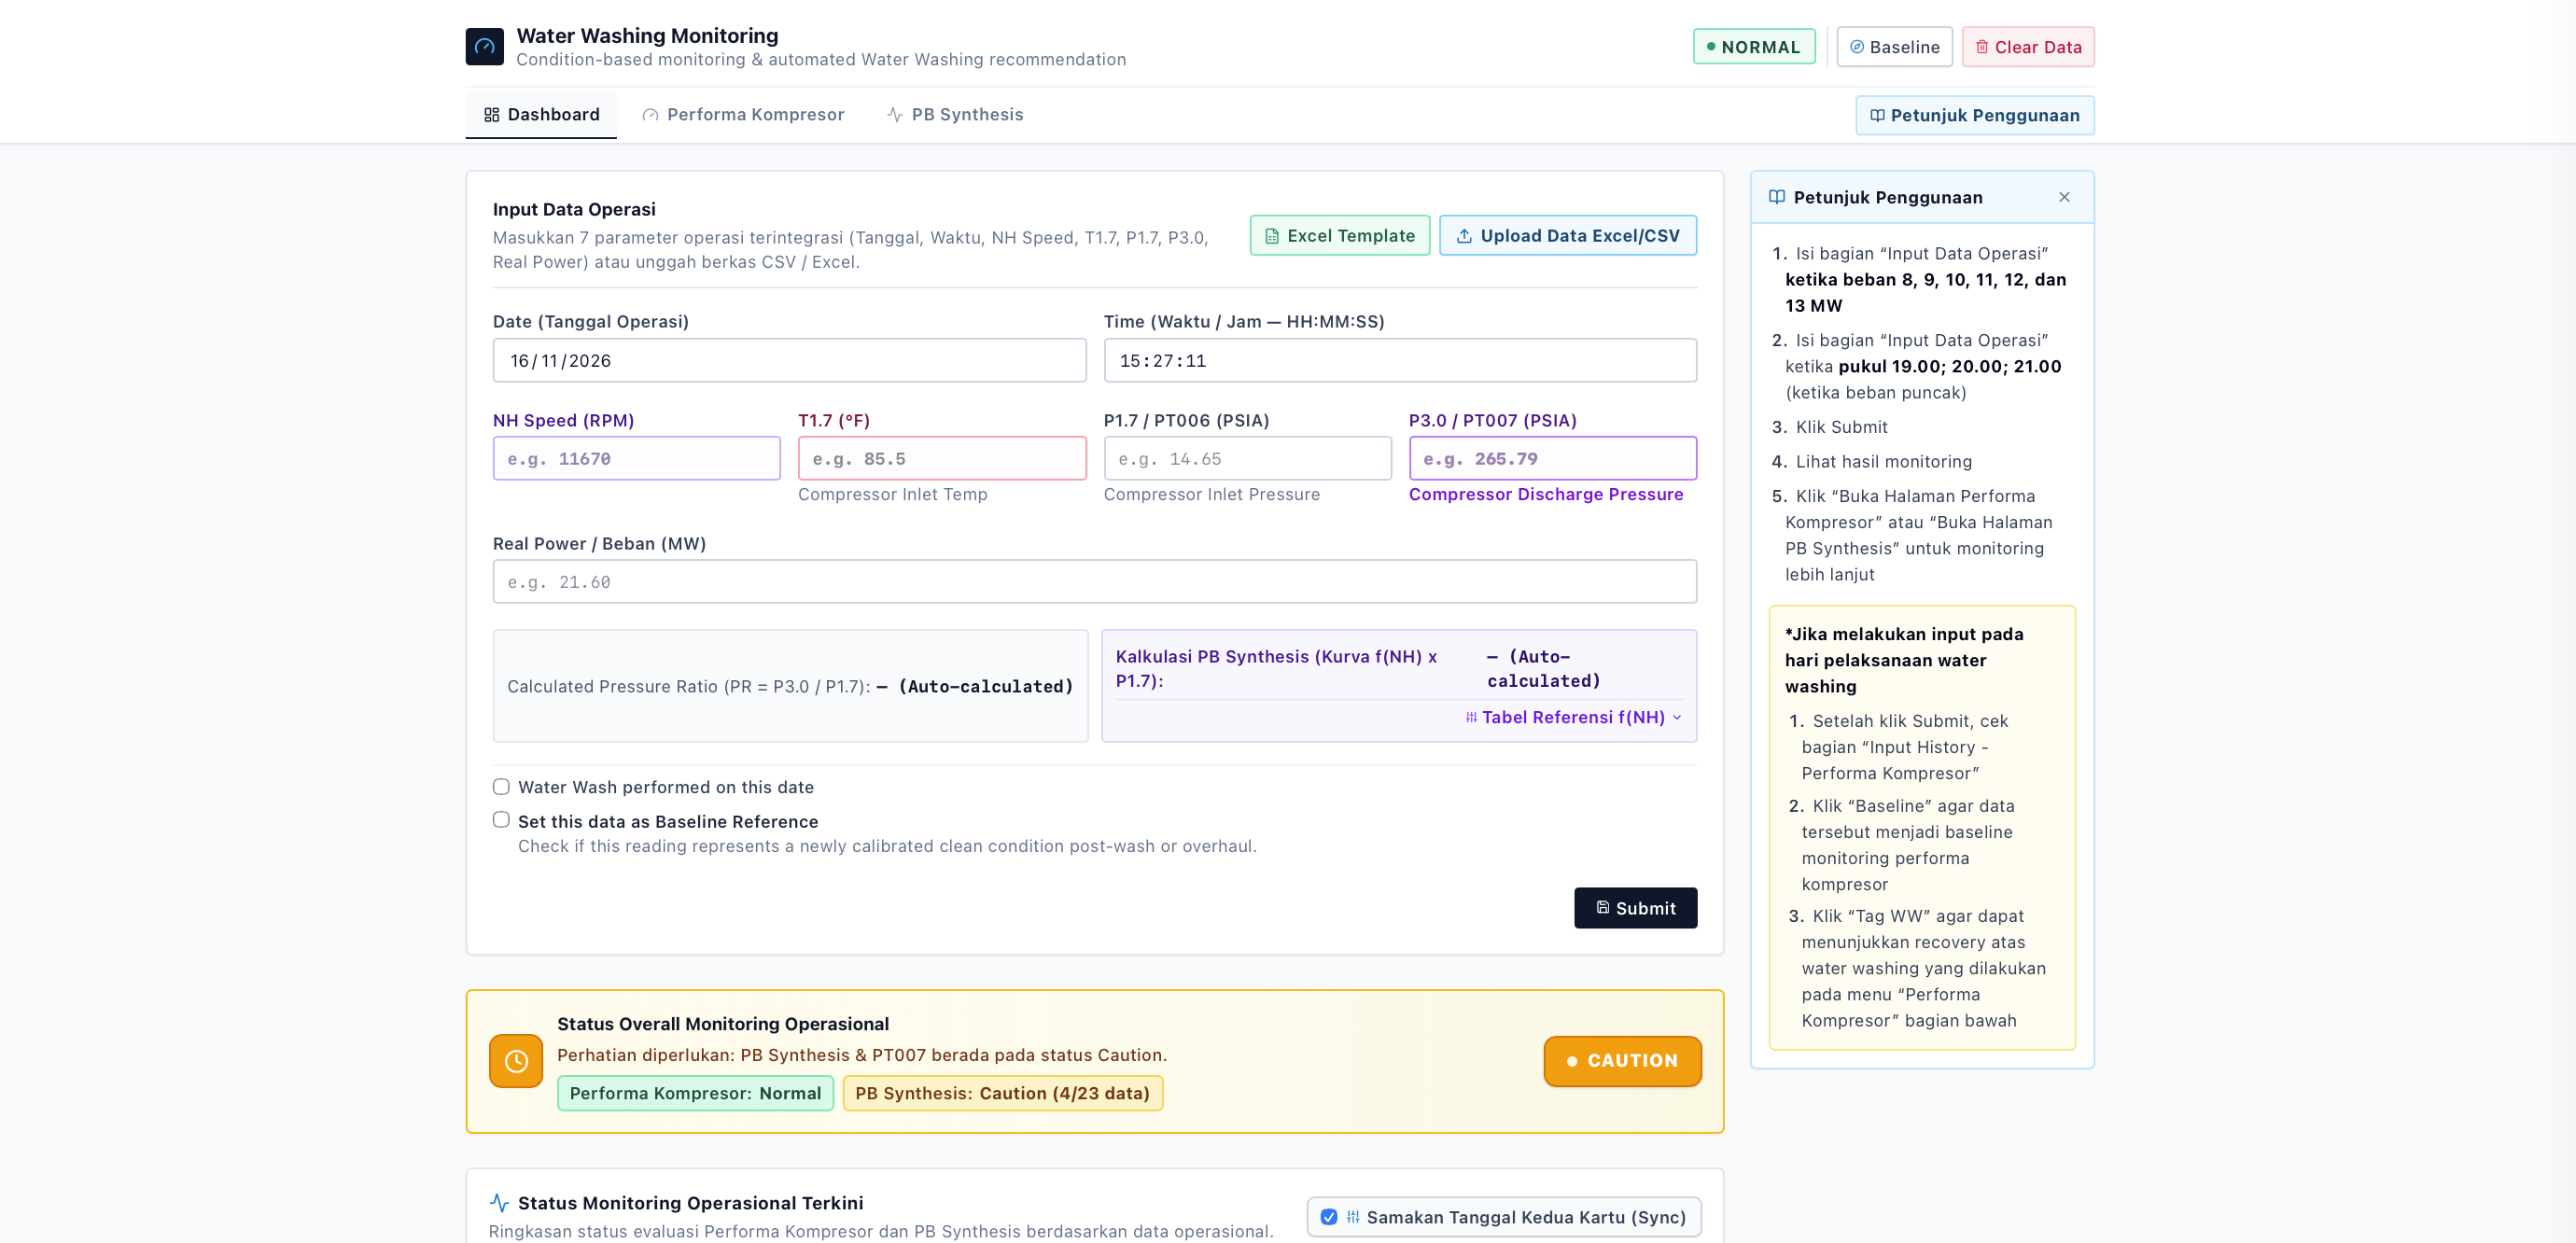 Water Washing Monitoring
Condition-based monitoring & automated Water Washing recommendation
NORMAL
Baseline
Clear Data
Dashboard
Performa Kompresor
PB Synthesis
Petunjuk Penggunaan
Input Data Operasi
Masukkan 7 parameter operasi terintegrasi (Tanggal, Waktu, NH Speed, T1.7, P1.7, P3.0,
Real Power) atau unggah berkas CSV / Excel.
Excel Template
Upload Data Excel/CSV
Date (Tanggal Operasi)
16/11/2026
Time (Waktu / Jam — HH:MM:SS)
15:27:11
NH Speed (RPM)
e.g. 11670
T1.7 (°F)
e.g. 85.5
Compressor Inlet Temp
P1.7 / PT006 (PSIA)
e.g. 14.65
Compressor Inlet Pressure
P3.0 / PT007 (PSIA)
e.g. 265.79
Compressor Discharge Pressure
Real Power / Beban (MW)
e.g. 21.60
Calculated Pressure Ratio (PR = P3.0 / P1.7): — (Auto-calculated)
Kalkulasi PB Synthesis (Kurva f(NH) x
P1.7):
— (Auto-
calculated)
Tabel Referensi f(NH)
Water Wash performed on this date
Set this data as Baseline Reference
Check if this reading represents a newly calibrated clean condition post-wash or overhaul.
Submit
Status Overall Monitoring Operasional
Perhatian diperlukan: PB Synthesis & PT007 berada pada status Caution.
Performa Kompresor: Normal
PB Synthesis: Caution (4/23 data)
CAUTION
Status Monitoring Operasional Terkini
Ringkasan status evaluasi Performa Kompresor dan PB Synthesis berdasarkan data operasional.
Samakan Tanggal Kedua Kartu (Sync)
Petunjuk Penggunaan
1. Isi bagian “Input Data Operasi”
ketika beban 8, 9, 10, 11, 12, dan
13 MW
2. Isi bagian “Input Data Operasi”
ketika pukul 19.00; 20.00; 21.00
(ketika beban puncak)
3. Klik Submit
4. Lihat hasil monitoring
5. Klik “Buka Halaman Performa
Kompresor” atau “Buka Halaman
PB Synthesis” untuk monitoring
lebih lanjut
*Jika melakukan input pada
hari pelaksanaan water
washing
1. Setelah klik Submit, cek
bagian “Input History -
Performa Kompresor”
2. Klik “Baseline” agar data
tersebut menjadi baseline
monitoring performa
kompresor
3. Klik “Tag WW” agar dapat
menunjukkan recovery atas
water washing yang dilakukan
pada menu “Performa
Kompresor” bagian bawah